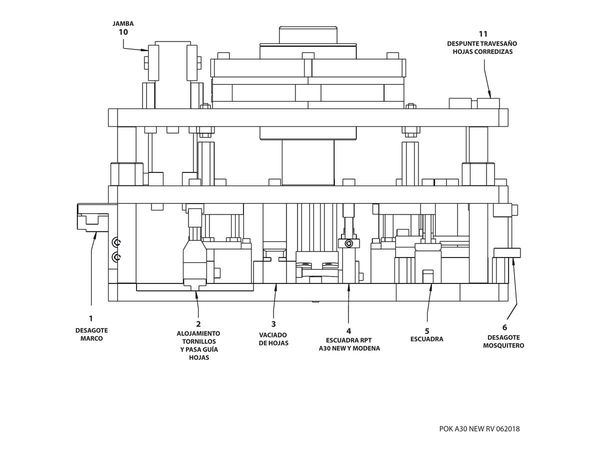 JAMBA
10
11
DESPUNTE TRAVESAÑO
HOJAS CORREDIZAS
1
DESAGOTE
MARCO
2
ALOJAMIENTO
TORNILLOS
Y PASA GUÍA
HOJAS
3
VACIADO
DE HOJAS
4
ESCUADRA RPT
A30 NEW Y MODENA
5
ESCUADRA
6
DESAGOTE
MOSQUITERO
POK A30 NEW RV 062018